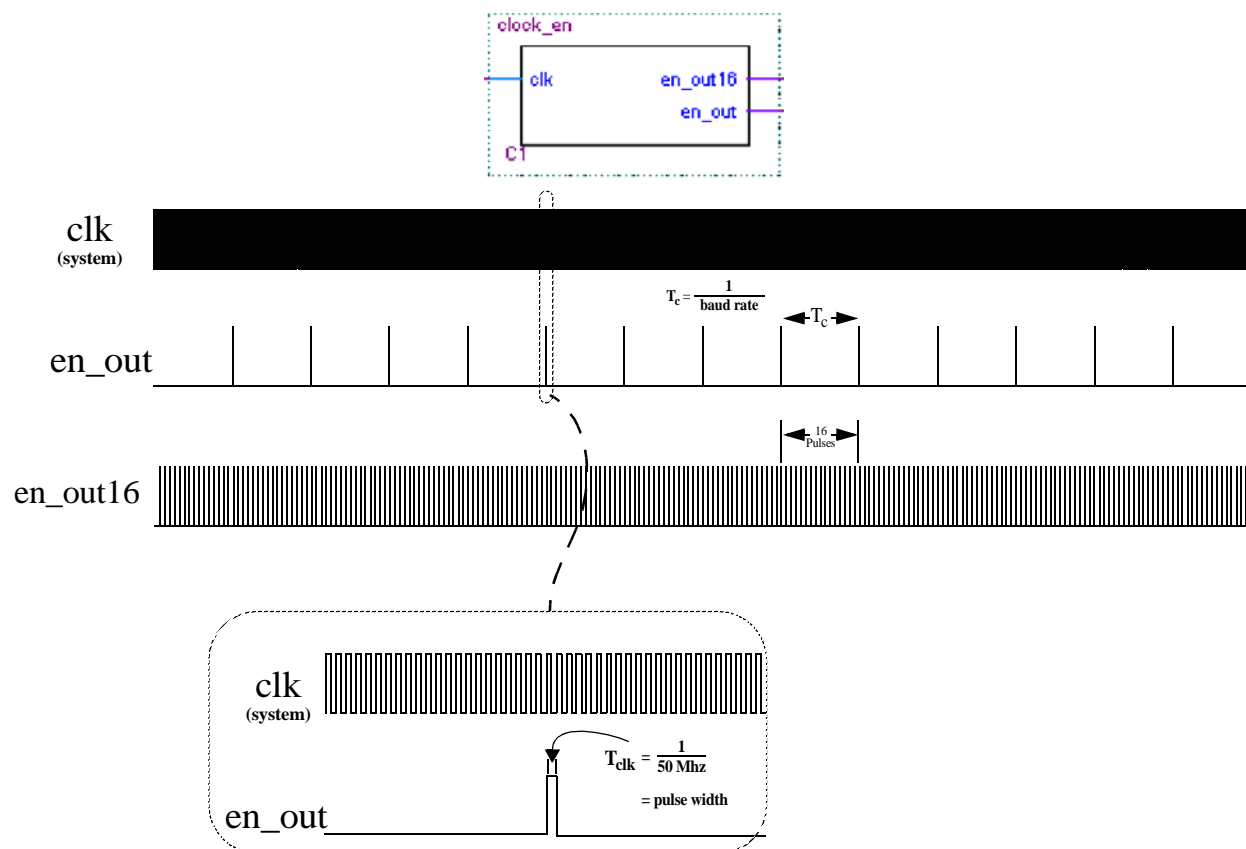 clock_en
clk en_out16
en_out
C1
clk
(system)
T_c = 1 / baud rate
T_c
en_out
16
Pulses
en_out16
clk
(system)
T_clk = 1 / 50 Mhz
= pulse width
en_out